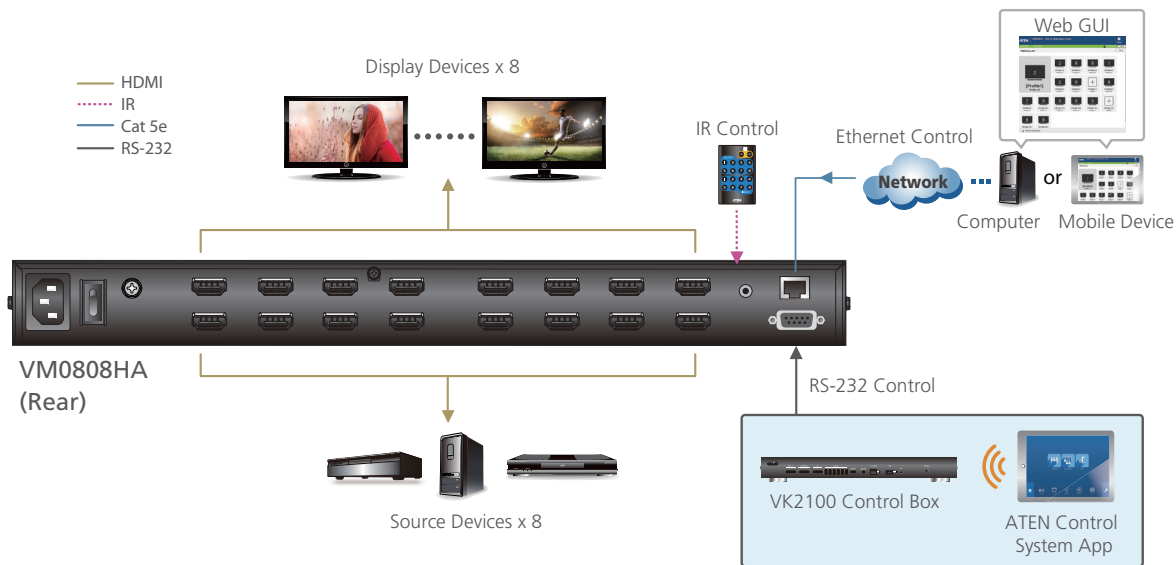 Web GUI
HDMI
IR
Cat 5e
RS-232
Display Devices x 8
IR Control
Ethernet Control
Network
or
Computer
Mobile Device
VM0808HA
(Rear)
RS-232 Control
Source Devices x 8
VK2100 Control Box
ATEN Control
System App